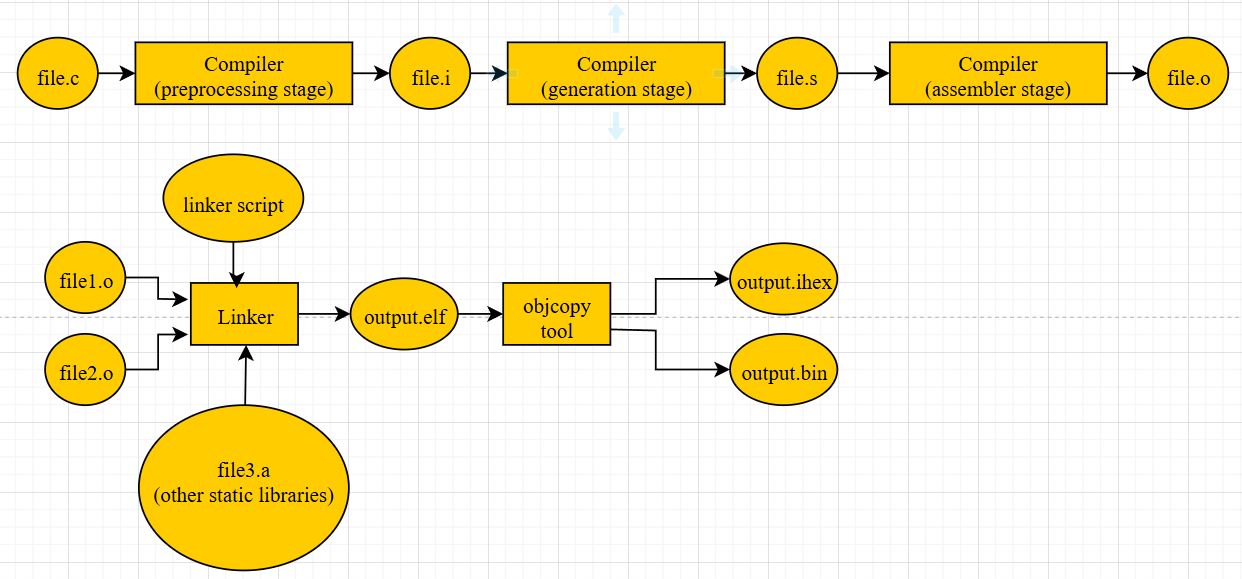 file.c
Compiler
(preprocessing stage)
file.i
Compiler
(generation stage)
file.s
Compiler
(assembler stage)
file.o
linker script
file1.o
file2.o
Linker
file3.a
(other static libraries)
output.elf
objcopy
tool
output.ihex
output.bin